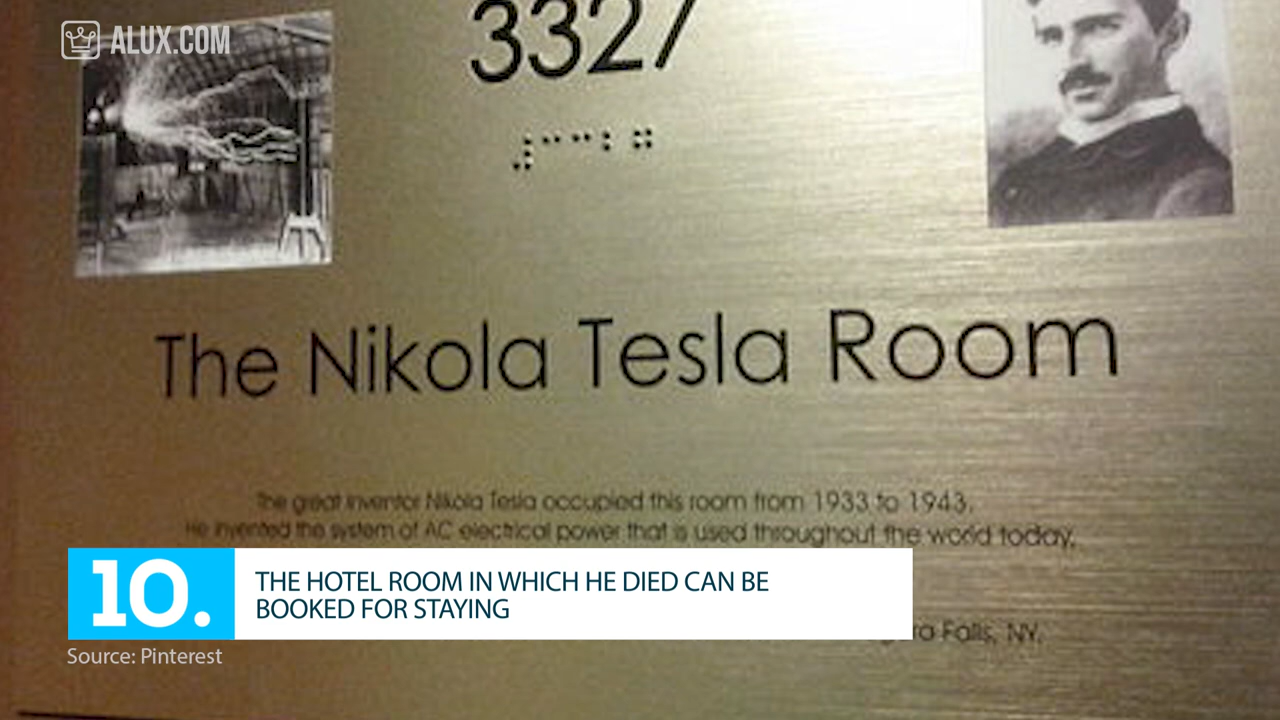 ALUX.COM
3327
⠼⠉⠉⠃⠛
The Nikola Tesla Room
The great inventor Nikola Tesla occupied this room from 1933 to 1943.
He invented the system of AC electrical power that is used throughout the world today.
10.
THE HOTEL ROOM IN WHICH HE DIED CAN BE
BOOKED FOR STAYING
Falls, NY.
Source: Pinterest